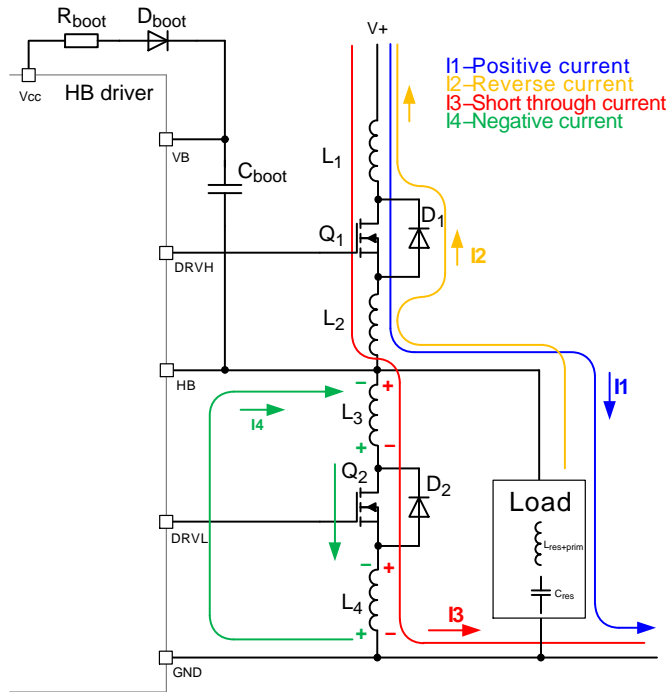 Rboot
Dboot
V+
I1–Positive current
I2–Reverse current
I3–Short through current
I4–Negative current
Vcc
HB driver
VB
Cboot
L1
D1
Q1
I2
DRVH
L2
HB
I1
− +
L3
I4
+ −
Q2
D2
Load
Lres+prim
DRVL
− +
Cres
L4
I3
+ −
GND